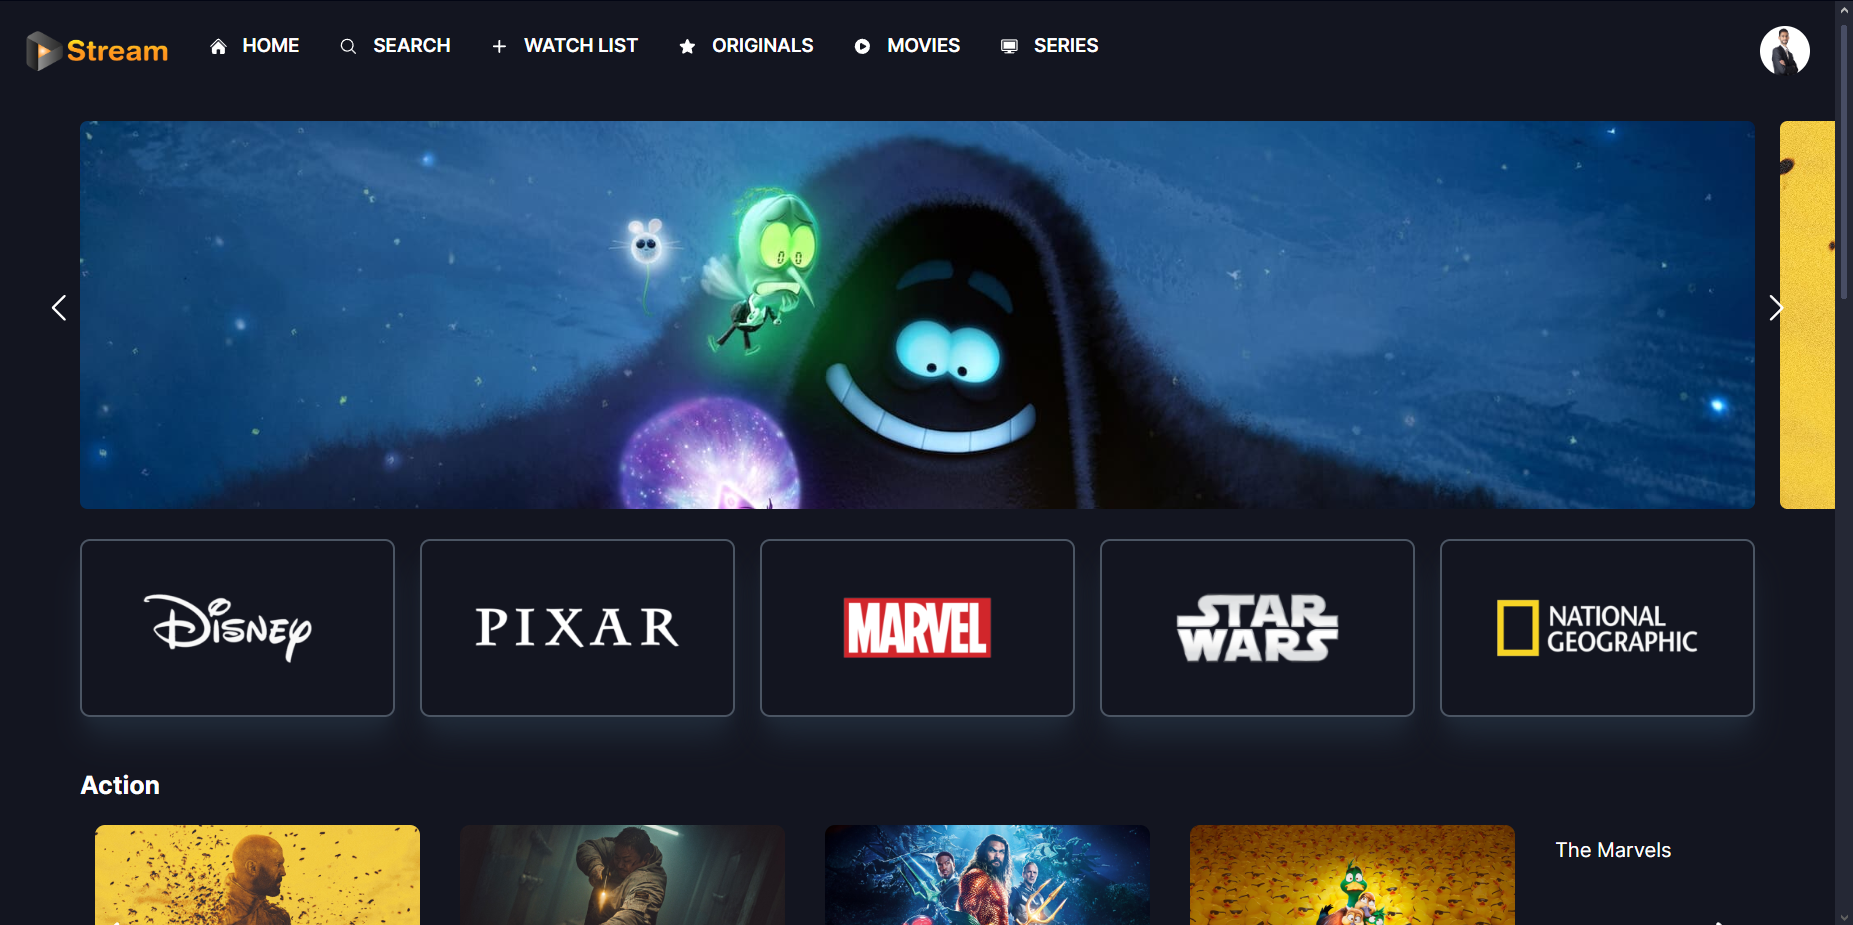 Stream
HOME
SEARCH
WATCH LIST
ORIGINALS
MOVIES
SERIES
Disney
PIXAR
MARVEL
STAR
WARS
NATIONAL
GEOGRAPHIC
Action
The Marvels